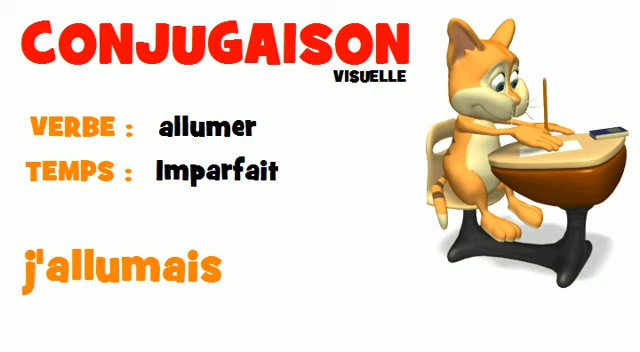 CONJUGAISON
VISUELLE
VERBE : allumer
TEMPS : Imparfait
j'allumais